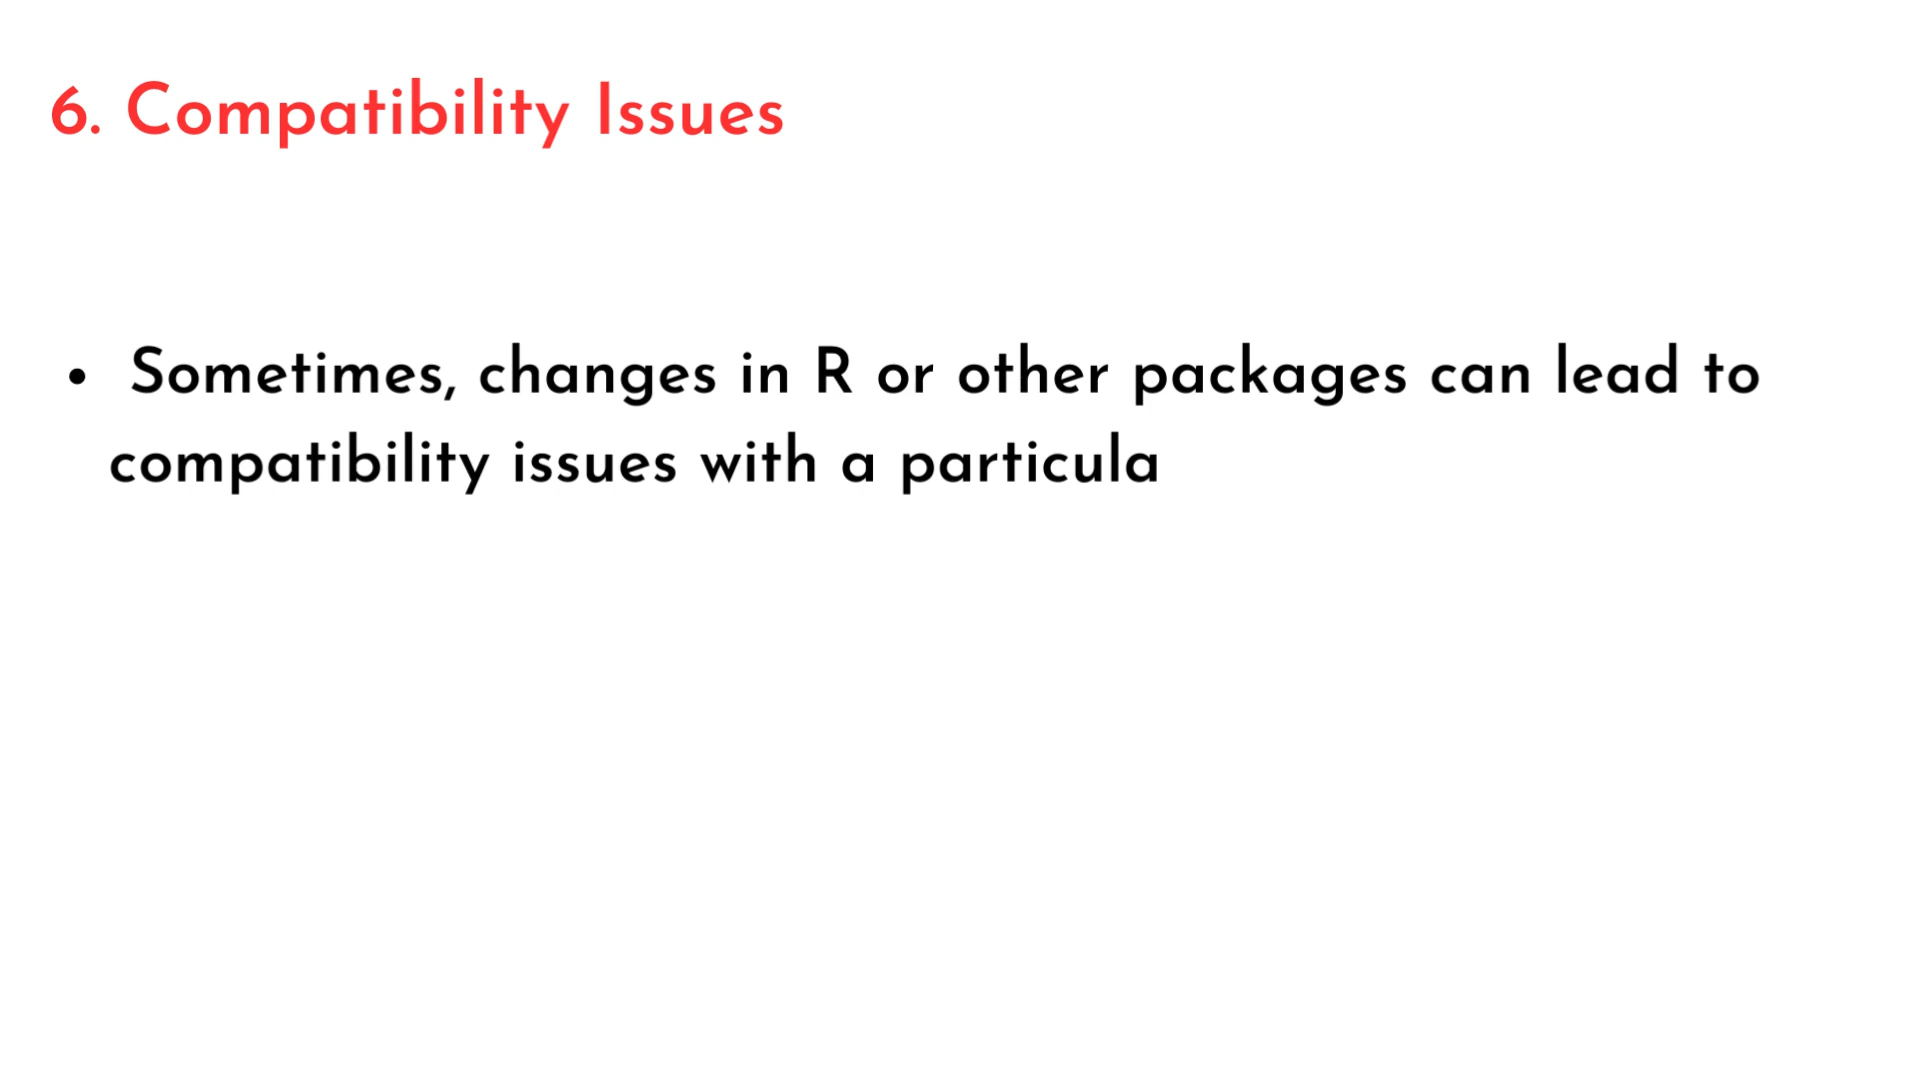 6. Compatibility Issues
• Sometimes, changes in R or other packages can lead to
compatibility issues with a particula